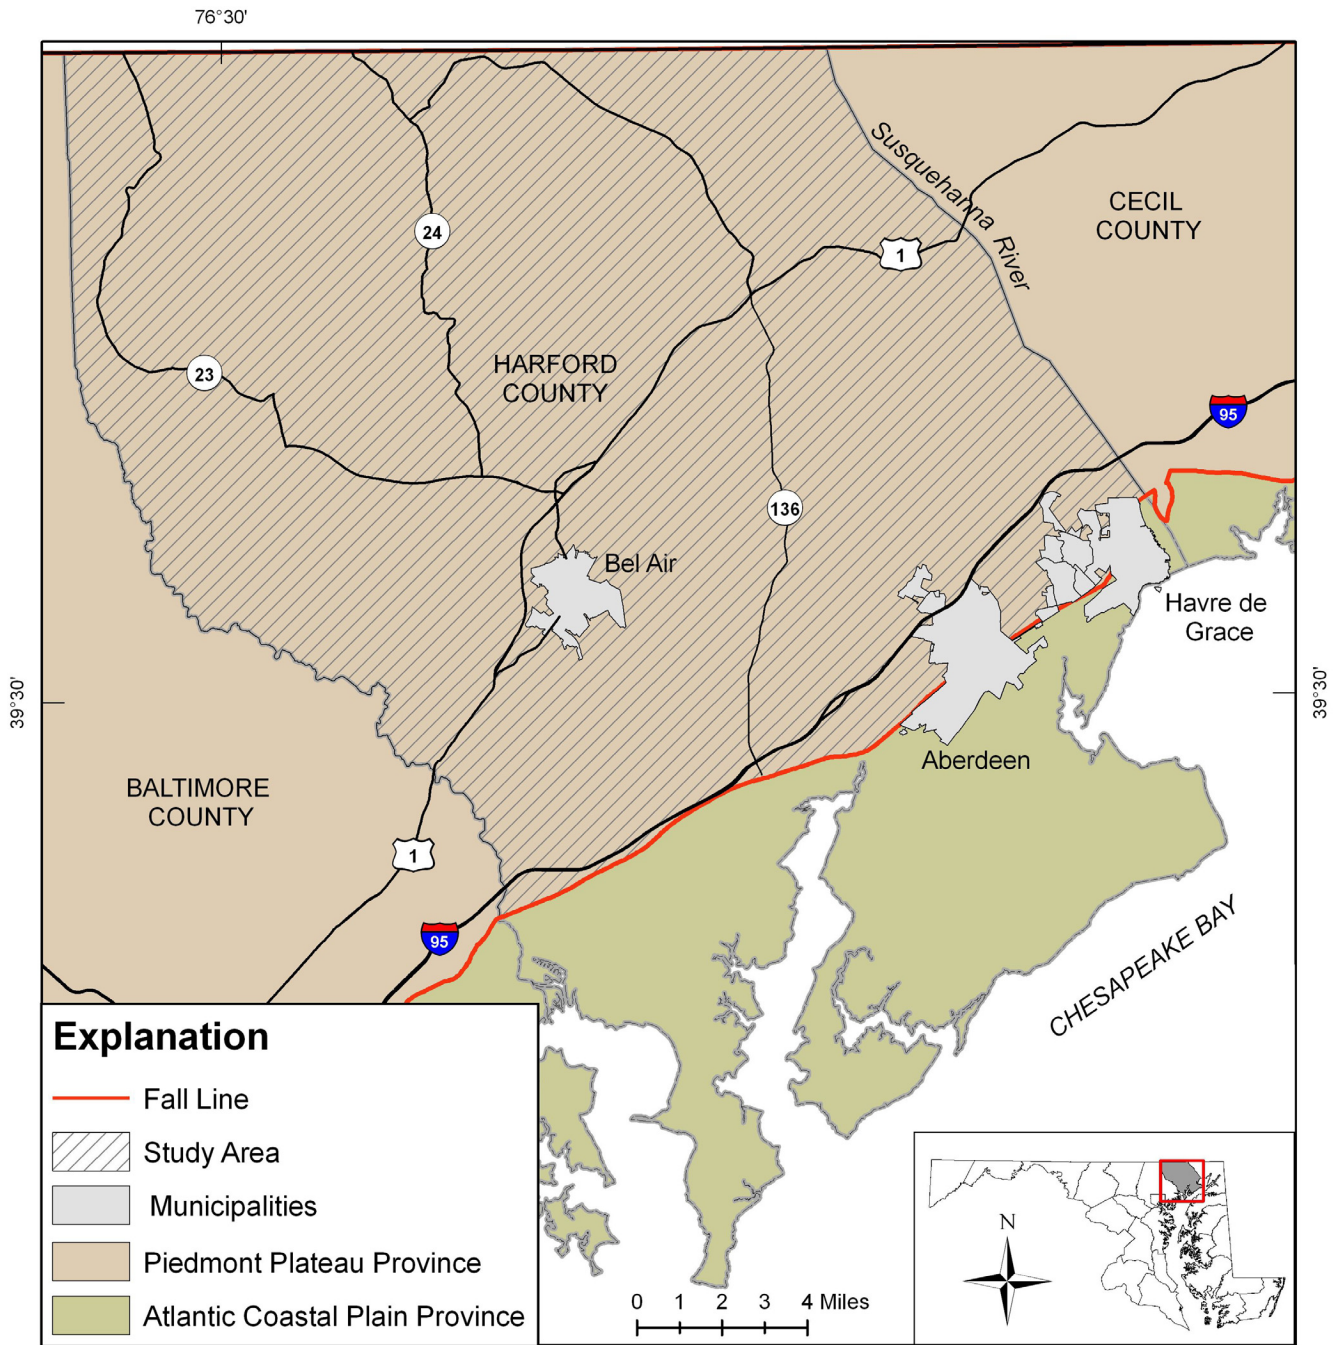 76°30'
Susquehanna River
CECIL
COUNTY
24
1
HARFORD
COUNTY
23
95
136
Bel Air
Havre de
Grace
39°30'
39°30'
Aberdeen
BALTIMORE
COUNTY
1
95
CHESAPEAKE BAY
Explanation
Fall Line
Study Area
Municipalities
Piedmont Plateau Province
Atlantic Coastal Plain Province
0 1 2 3 4 Miles
N